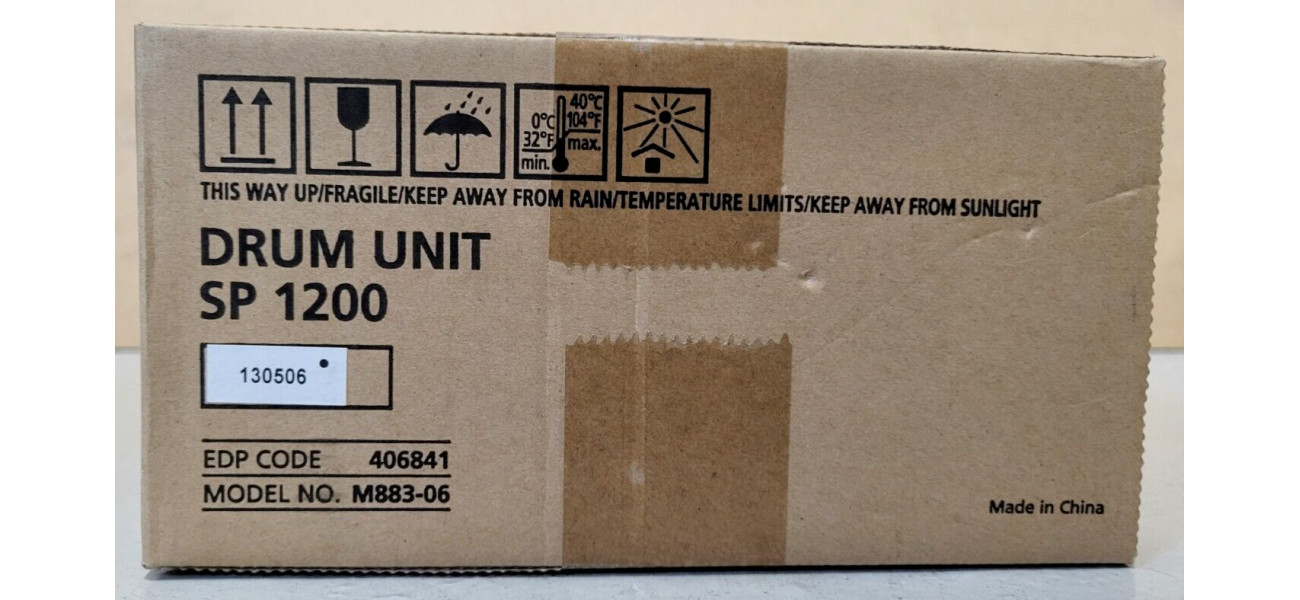 0°C
32°F
min.
40°C
104°F
max.
THIS WAY UP/FRAGILE/KEEP AWAY FROM RAIN/TEMPERATURE LIMITS/KEEP AWAY FROM SUNLIGHT
DRUM UNIT
SP 1200
130506
EDP CODE 406841
MODEL NO. M883-06
Made in China